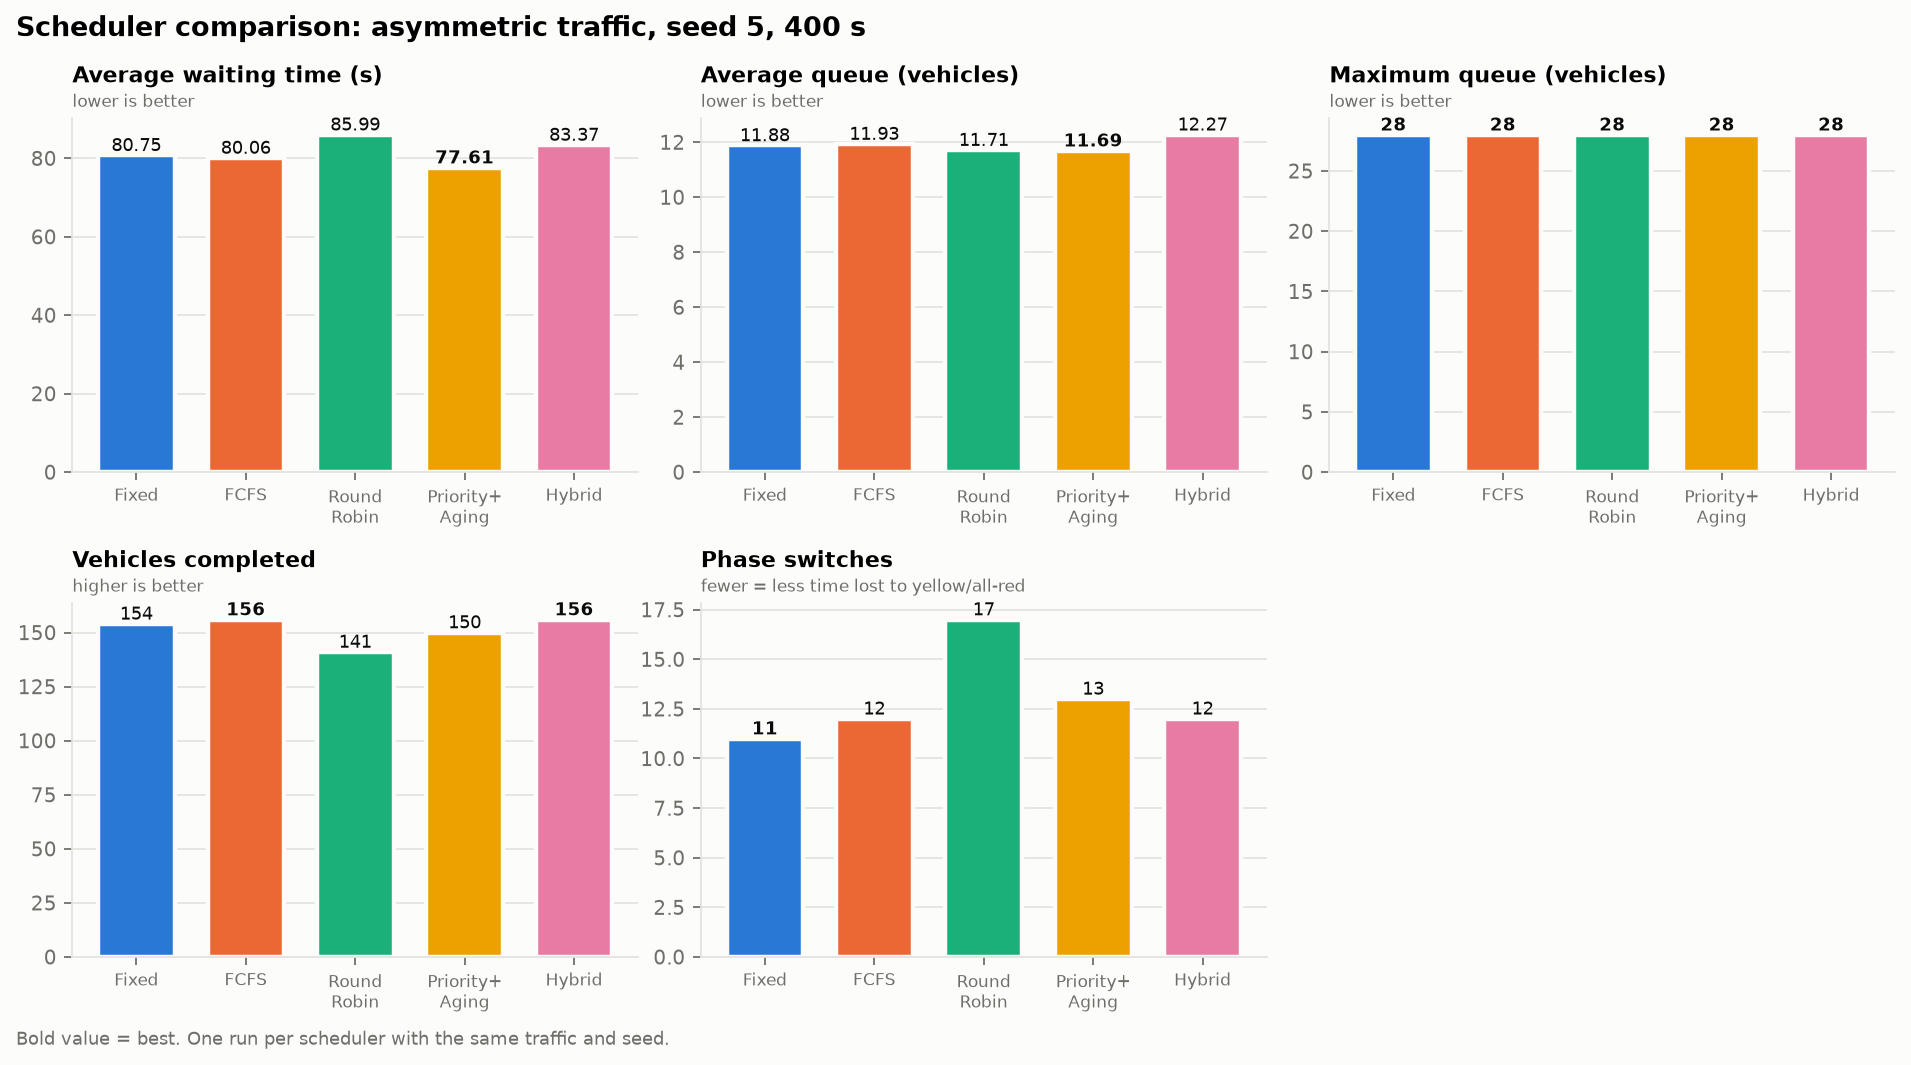 Scheduler comparison: asymmetric traffic, seed 5, 400 s
Average waiting time (s)
lower is better
80.75
80.06
85.99
77.61
83.37
80
60
40
20
0
Fixed
FCFS
Round
Robin
Priority+
Aging
Hybrid
Average queue (vehicles)
lower is better
11.88
11.93
11.71
11.69
12.27
12
10
8
6
4
2
0
Fixed
FCFS
Round
Robin
Priority+
Aging
Hybrid
Maximum queue (vehicles)
lower is better
28
28
28
28
28
25
20
15
10
5
0
Fixed
FCFS
Round
Robin
Priority+
Aging
Hybrid
Vehicles completed
higher is better
154
156
141
150
156
150
125
100
75
50
25
0
Fixed
FCFS
Round
Robin
Priority+
Aging
Hybrid
Phase switches
fewer = less time lost to yellow/all-red
11
12
17
13
12
17.5
15.0
12.5
10.0
7.5
5.0
2.5
0.0
Fixed
FCFS
Round
Robin
Priority+
Aging
Hybrid
Bold value = best. One run per scheduler with the same traffic and seed.